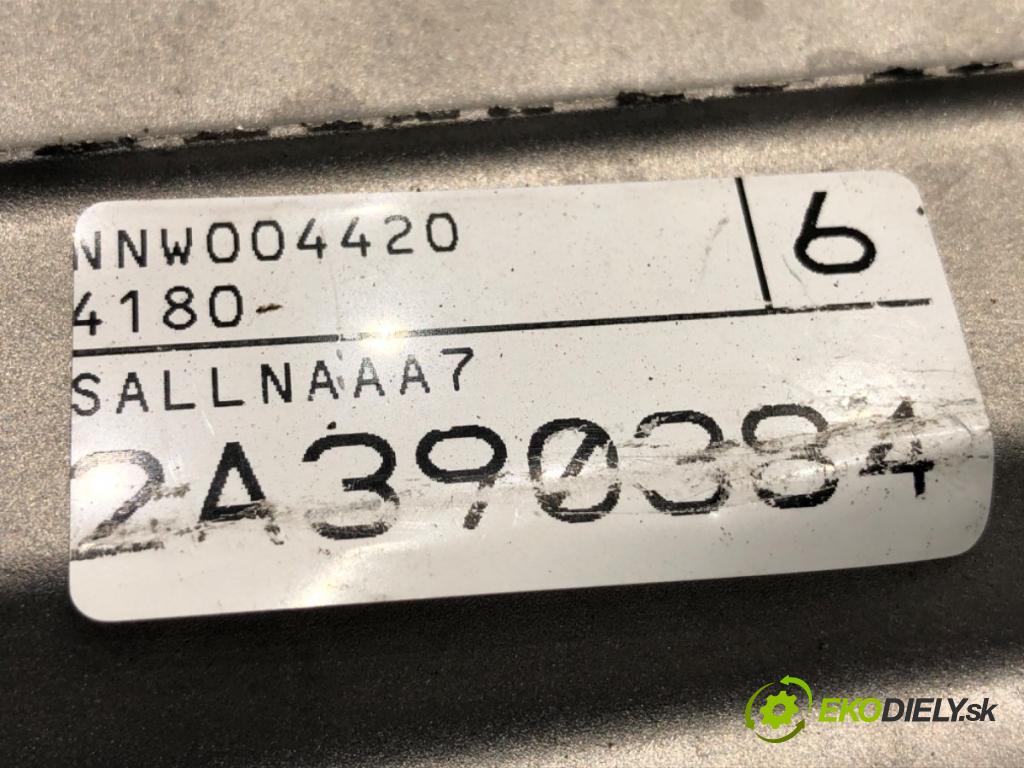 NNW004420
4180
6
SALLNAAA7
2A390384
EKODIELY.sk